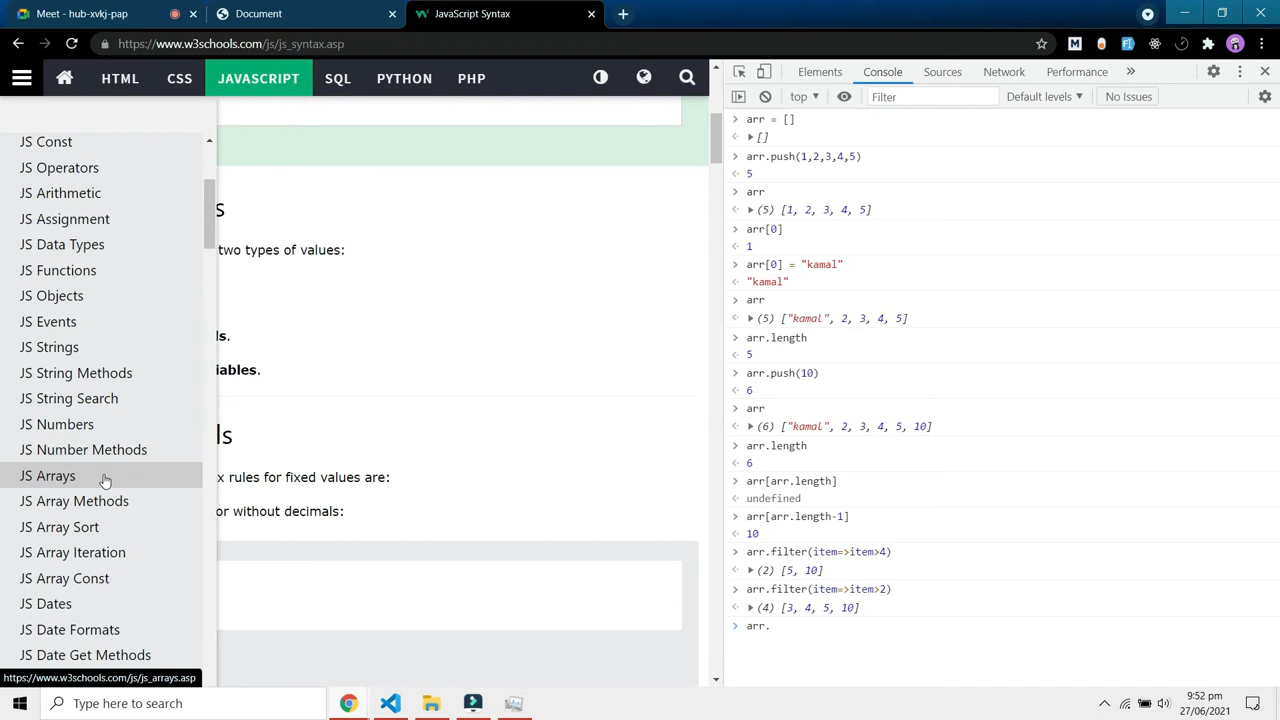 Meet - hub-xvkj-pap
Document
JavaScript Syntax
https://www.w3schools.com/js/js_syntax.asp
HTML CSS JAVASCRIPT SQL PYTHON PHP
JS Const
JS Operators
JS Arithmetic
JS Assignment
JS Data Types
JS Functions
JS Objects
JS Events
JS Strings
JS String Methods
JS String Search
JS Numbers
JS Number Methods
JS Arrays
JS Array Methods
JS Array Sort
JS Array Iteration
JS Array Const
JS Dates
JS Date Formats
JS Date Get Methods
https://www.w3schools.com/js/js_arrays.asp
s
two types of values:
ls.
iables.
ls
x rules for fixed values are:
or without decimals:
Elements Console Sources Network Performance »
top ▾ Filter Default levels ▾ No Issues
> arr = []
▶ []
> arr.push(1,2,3,4,5)
5
> arr
▶ (5) [1, 2, 3, 4, 5]
> arr[0]
1
> arr[0] = "kamal"
"kamal"
> arr
▶ (5) ["kamal", 2, 3, 4, 5]
> arr.length
5
> arr.push(10)
6
> arr
▶ (6) ["kamal", 2, 3, 4, 5, 10]
> arr.length
6
> arr[arr.length]
undefined
> arr[arr.length-1]
10
> arr.filter(item=>item>4)
▶ (2) [5, 10]
> arr.filter(item=>item>2)
▶ (4) [3, 4, 5, 10]
> arr.
Type here to search
9:52 pm
27/06/2021